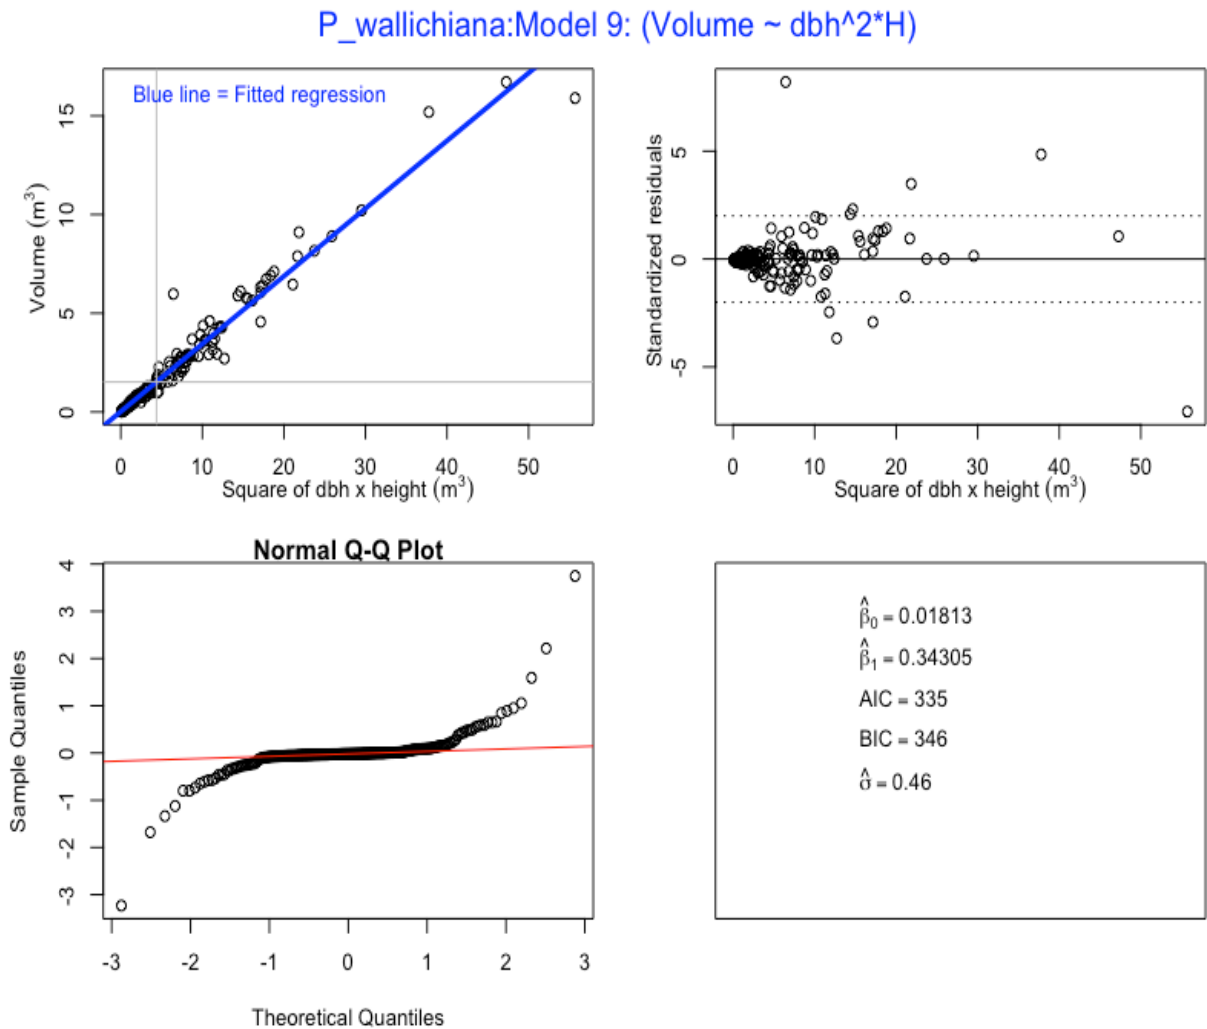 P_wallichiana:Model 9: (Volume ~ dbh^2*H)
Blue line = Fitted regression
Volume (m³)
15
10
5
0
0 10 20 30 40 50
Square of dbh x height (m³)
Standardized residuals
5
0
-5
0 10 20 30 40 50
Square of dbh x height (m³)
Normal Q-Q Plot
Sample Quantiles
4
3
2
1
0
-1
-2
-3
-3 -2 -1 0 1 2 3
Theoretical Quantiles
β̂₀ = 0.01813
β̂₁ = 0.34305
AIC = 335
BIC = 346
σ̂ = 0.46